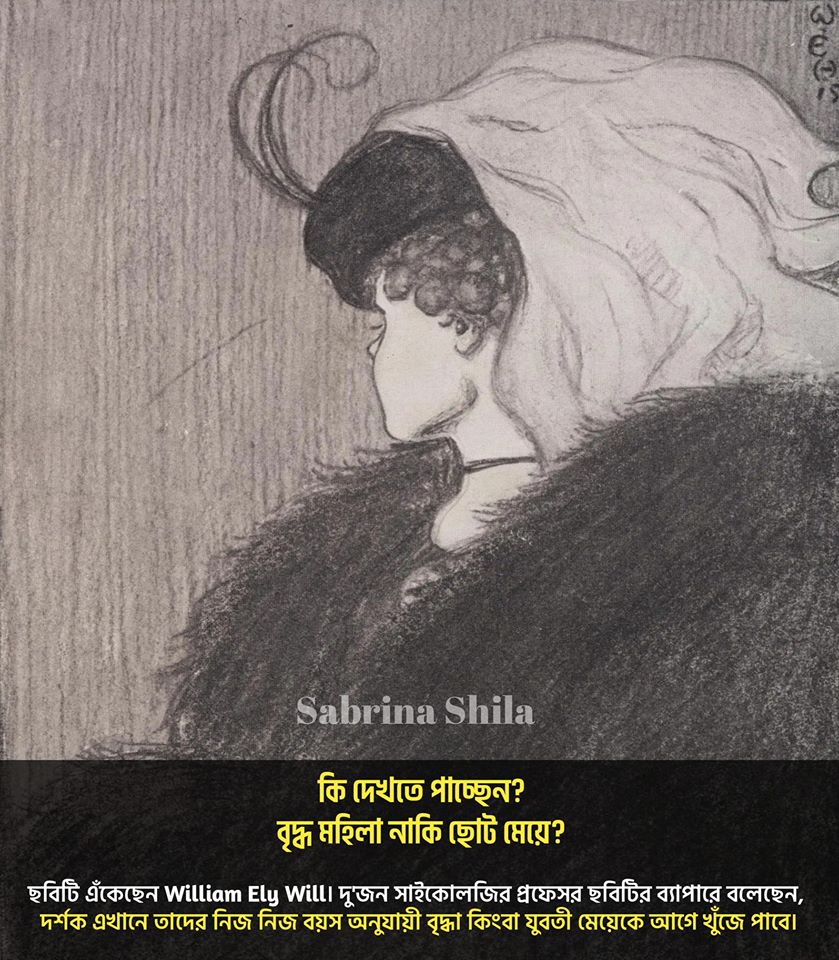 Sabrina Shila
কি দেখতে পাচ্ছেন?
বৃদ্ধ মহিলা নাকি ছোট মেয়ে?
ছবিটি এঁকেছেন William Ely Will। দু'জন সাইকোলজির প্রফেসর ছবিটির ব্যাপারে বলেছেন,
দর্শক এখানে তাদের নিজ নিজ বয়স অনুযায়ী বৃদ্ধা কিংবা যুবতী মেয়েকে আগে খুঁজে পাবে।